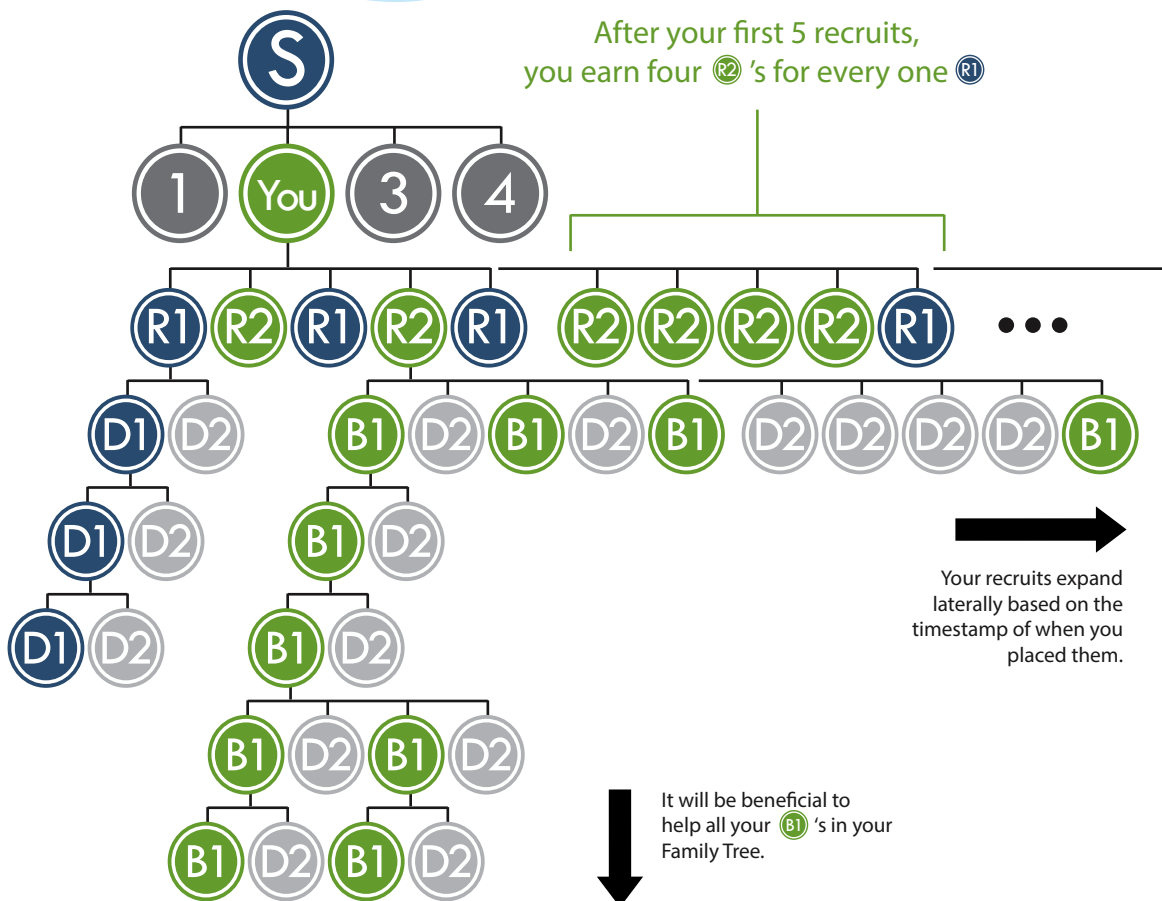 S
After your first 5 recruits,
you earn four R2 's for every one R1
1 You 3 4
R1 R2 R1 R2 R1 R2 R2 R2 R2 R1
D1 D2 B1 D2 B1 D2 B1 D2 D2 D2 D2 B1
D1 D2 B1 D2
Your recruits expand
laterally based on the
timestamp of when you
placed them.
D1 D2 B1 D2
B1 D2 B1 D2
It will be beneficial to
help all your B1 's in your
Family Tree.
B1 D2 B1 D2